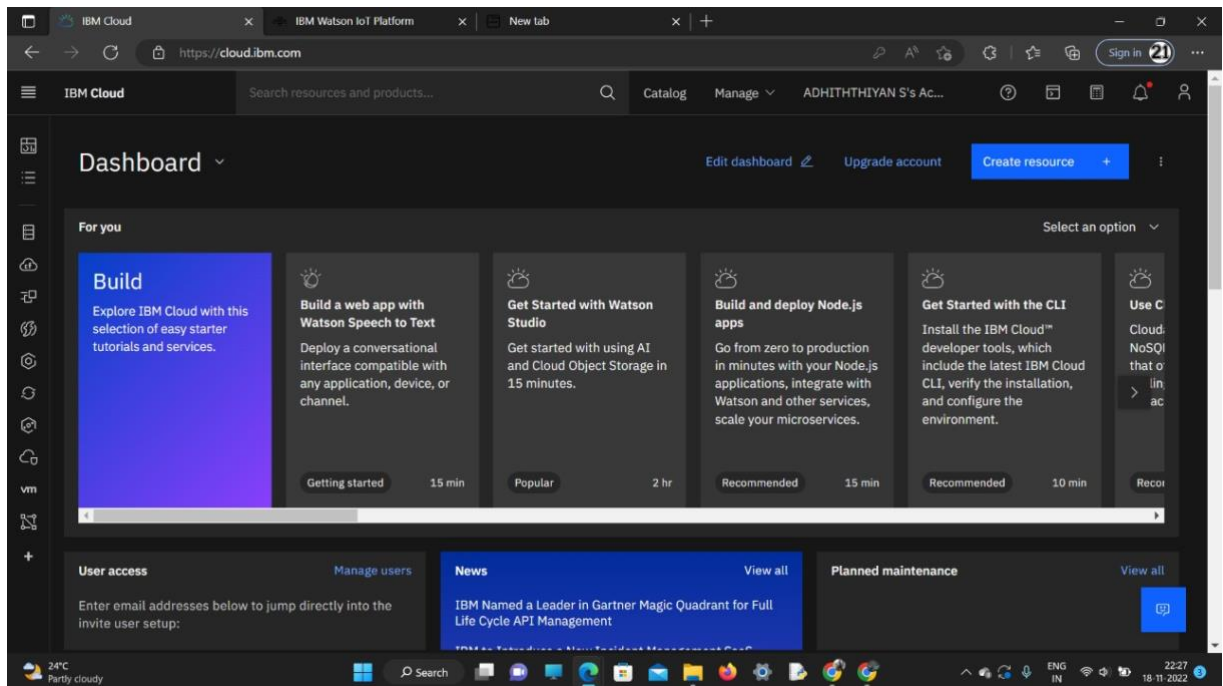 IBM Cloud
IBM Watson IoT Platform
New tab
https://cloud.ibm.com
Sign in
21
IBM Cloud
Search resources and products...
Catalog
Manage
ADHITHTHIYAN S's Ac...
Dashboard
Edit dashboard
Upgrade account
Create resource +
For you
Select an option
Build
Explore IBM Cloud with this
selection of easy starter
tutorials and services.
Build a web app with
Watson Speech to Text
Deploy a conversational
interface compatible with
any application, device, or
channel.
Getting started
15 min
Get Started with Watson
Studio
Get started with using AI
and Cloud Object Storage in
15 minutes.
Popular
2 hr
Build and deploy Node.js
apps
Go from zero to production
in minutes with your Node.js
applications, integrate with
Watson and other services,
scale your microservices.
Recommended
15 min
Get Started with the CLI
Install the IBM Cloud™
developer tools, which
include the latest IBM Cloud
CLI, verify the installation,
and configure the
environment.
Recommended
10 min
Use C
Cloud
NoSQ
that o
lin
ac
Reco
vm
User access
Manage users
Enter email addresses below to jump directly into the
invite user setup:
News
View all
IBM Named a Leader in Gartner Magic Quadrant for Full
Life Cycle API Management
Planned maintenance
View all
24°C
Partly cloudy
Search
ENG
IN
22:27
18-11-2022
3